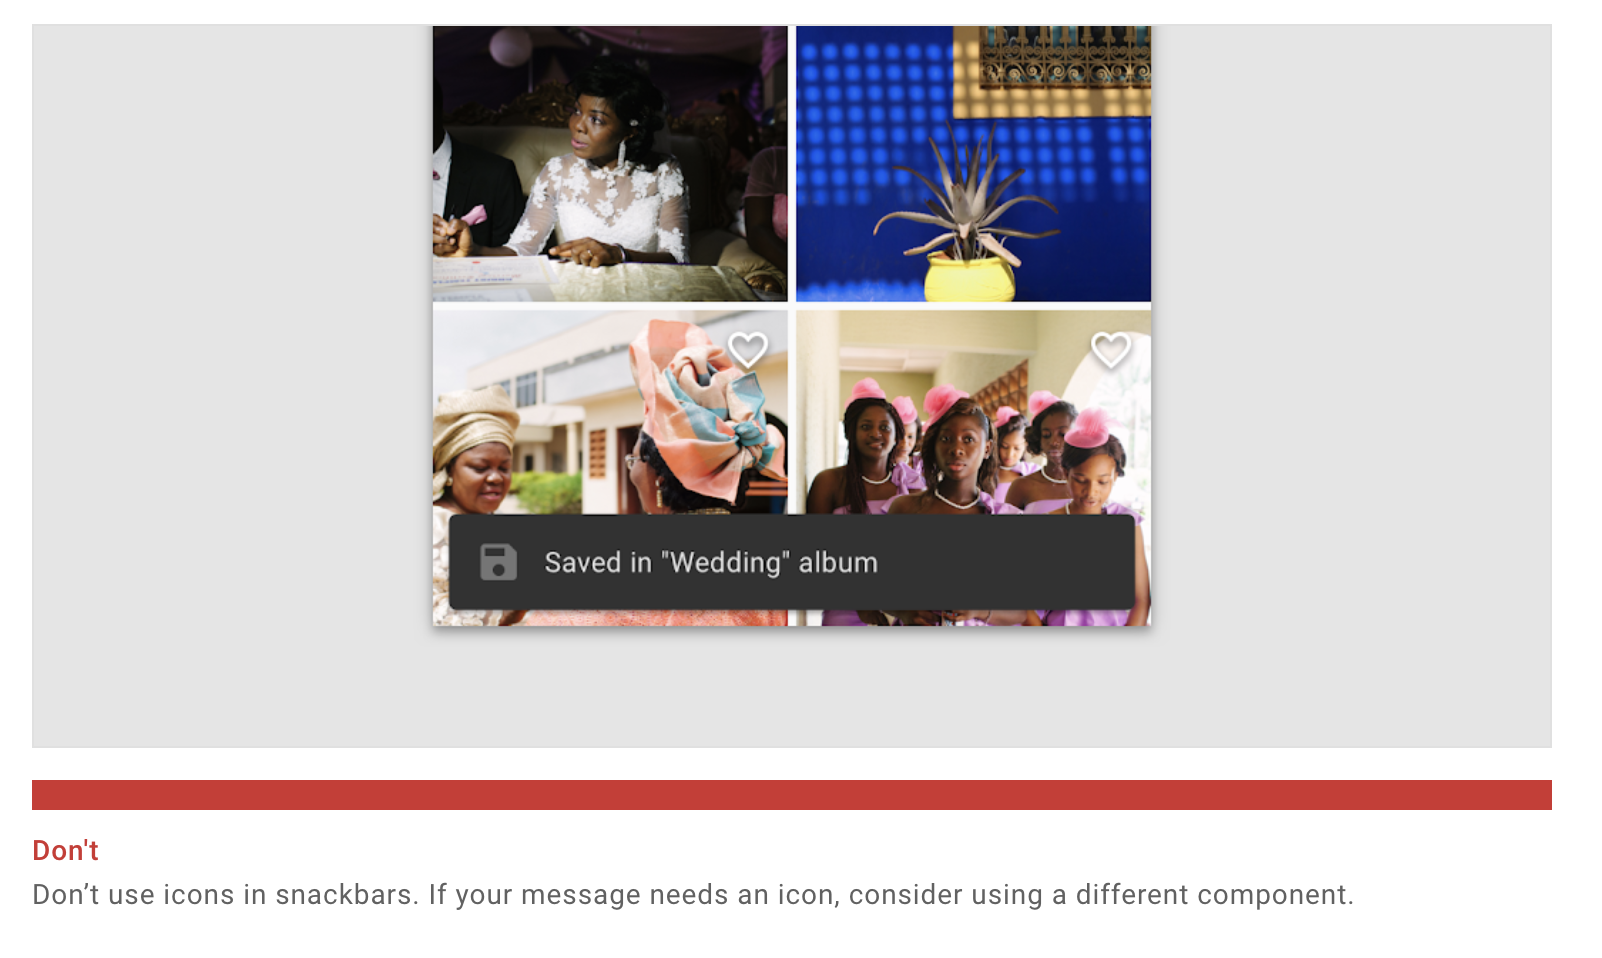 Saved in "Wedding" album
Don't
Don’t use icons in snackbars. If your message needs an icon, consider using a different component.